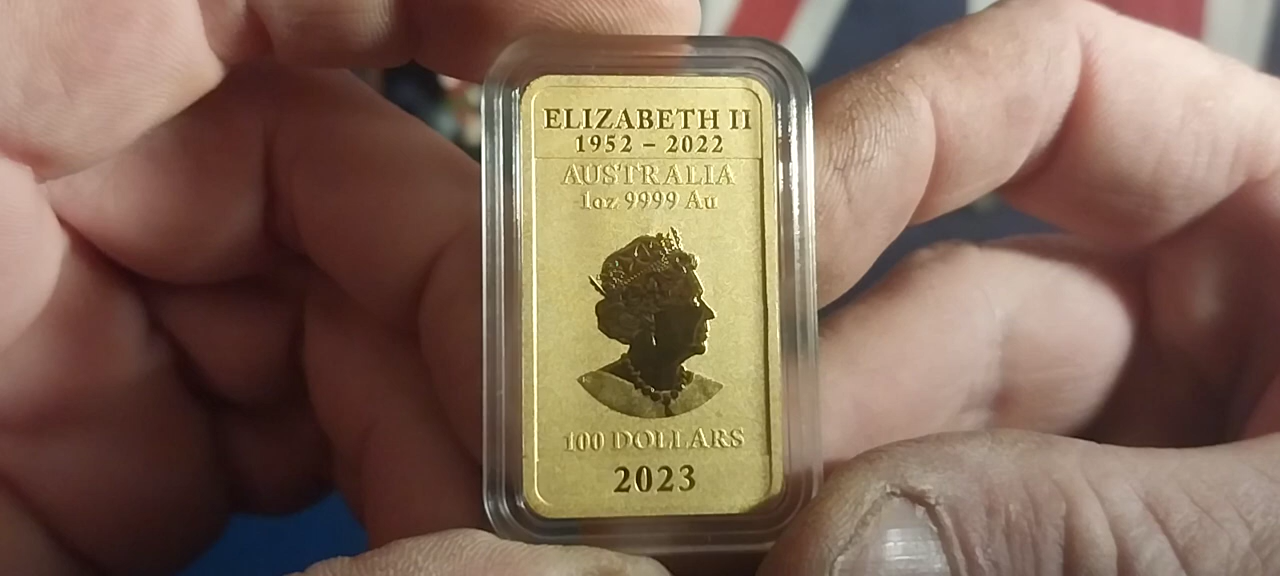 ELIZABETH II
1952 – 2022
AUSTRALIA
1oz 9999 Au
100 DOLLARS
2023